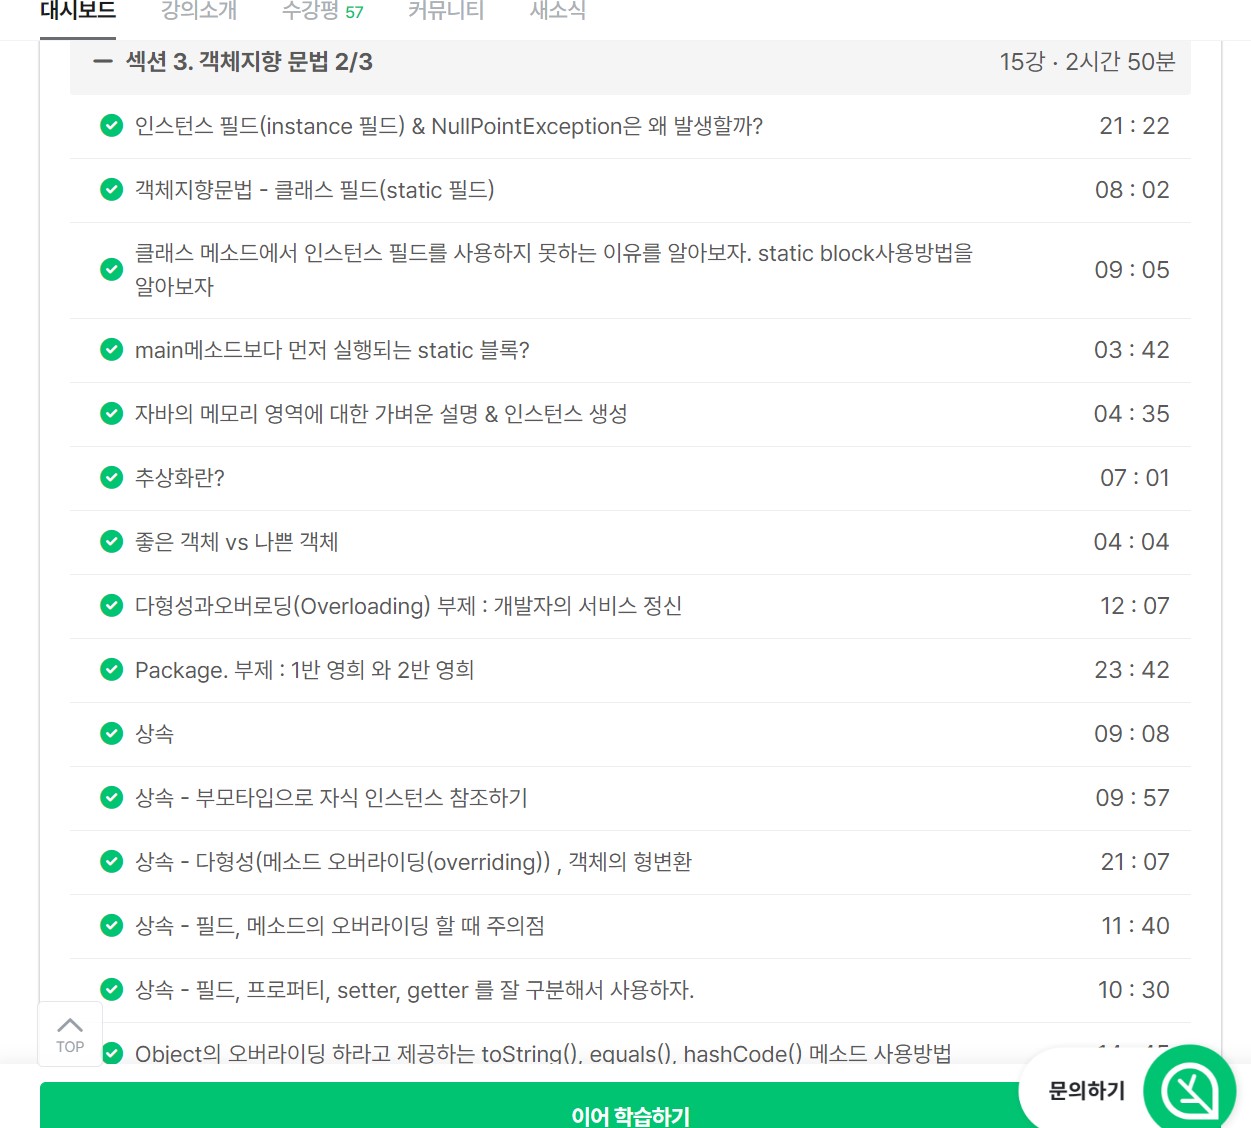 대시보드 강의소개 수강평 57 커뮤니티 새소식
섹션 3. 객체지향 문법 2/3 15강 · 2시간 50분
인스턴스 필드(instance 필드) & NullPointException은 왜 발생할까? 21 : 22
객체지향문법 - 클래스 필드(static 필드) 08 : 02
클래스 메소드에서 인스턴스 필드를 사용하지 못하는 이유를 알아보자. static block사용방법을
알아보자 09 : 05
main메소드보다 먼저 실행되는 static 블록? 03 : 42
자바의 메모리 영역에 대한 가벼운 설명 & 인스턴스 생성 04 : 35
추상화란? 07 : 01
좋은 객체 vs 나쁜 객체 04 : 04
다형성과오버로딩(Overloading) 부제 : 개발자의 서비스 정신 12 : 07
Package. 부제 : 1반 영희 와 2반 영희 23 : 42
상속 09 : 08
상속 - 부모타입으로 자식 인스턴스 참조하기 09 : 57
상속 - 다형성(메소드 오버라이딩(overriding)) , 객체의 형변환 21 : 07
상속 - 필드, 메소드의 오버라이딩 할 때 주의점 11 : 40
상속 - 필드, 프로퍼티, setter, getter 를 잘 구분해서 사용하자. 10 : 30
TOP
Object의 오버라이딩 하라고 제공하는 toString(), equals(), hashCode() 메소드 사용방법
문의하기
이어 학습하기